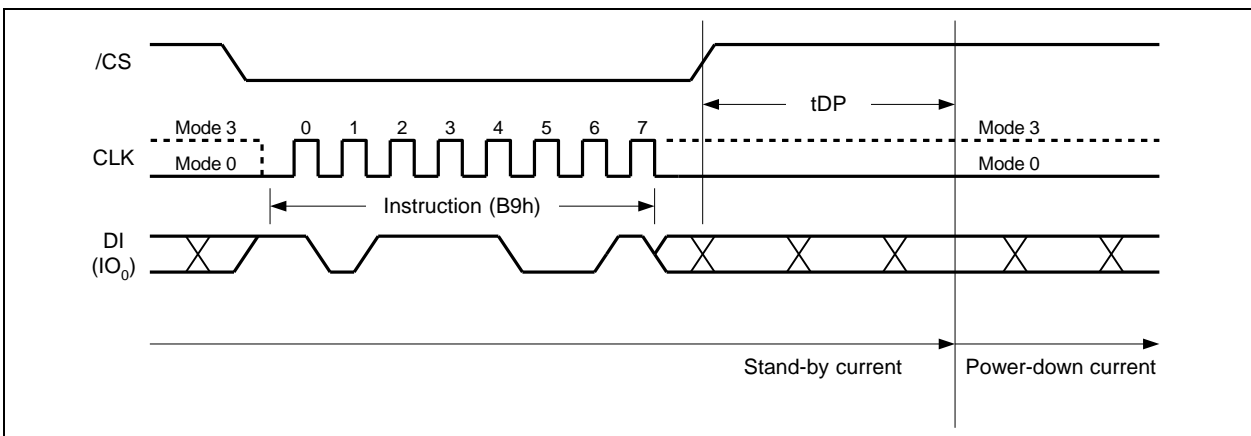 /CS
tDP
Mode 3 0 1 2 3 4 5 6 7 Mode 3
CLK
Mode 0 Mode 0
Instruction (B9h)
DI
(IO₀)
Stand-by current Power-down current